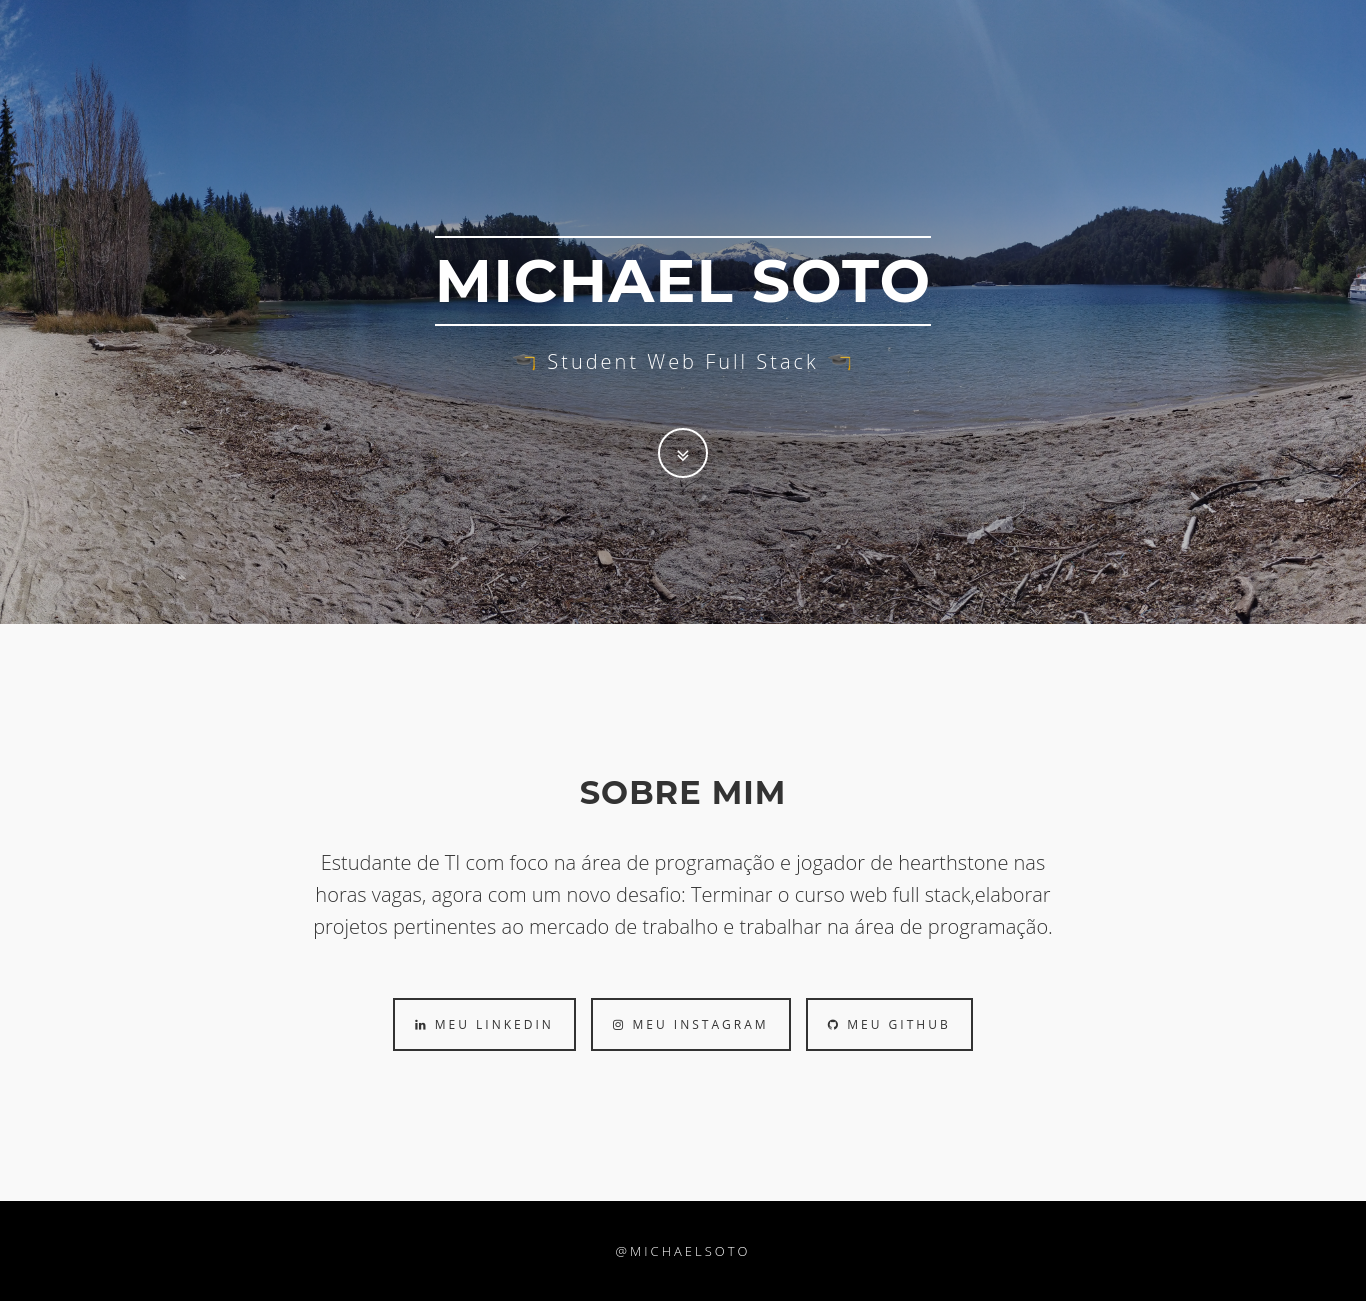 MICHAEL SOTO
Student Web Full Stack
SOBRE MIM
Estudante de TI com foco na área de programação e jogador de hearthstone nas
horas vagas, agora com um novo desafio: Terminar o curso web full stack,elaborar
projetos pertinentes ao mercado de trabalho e trabalhar na área de programação.
MEU LINKEDIN
MEU INSTAGRAM
MEU GITHUB
@MICHAELSOTO